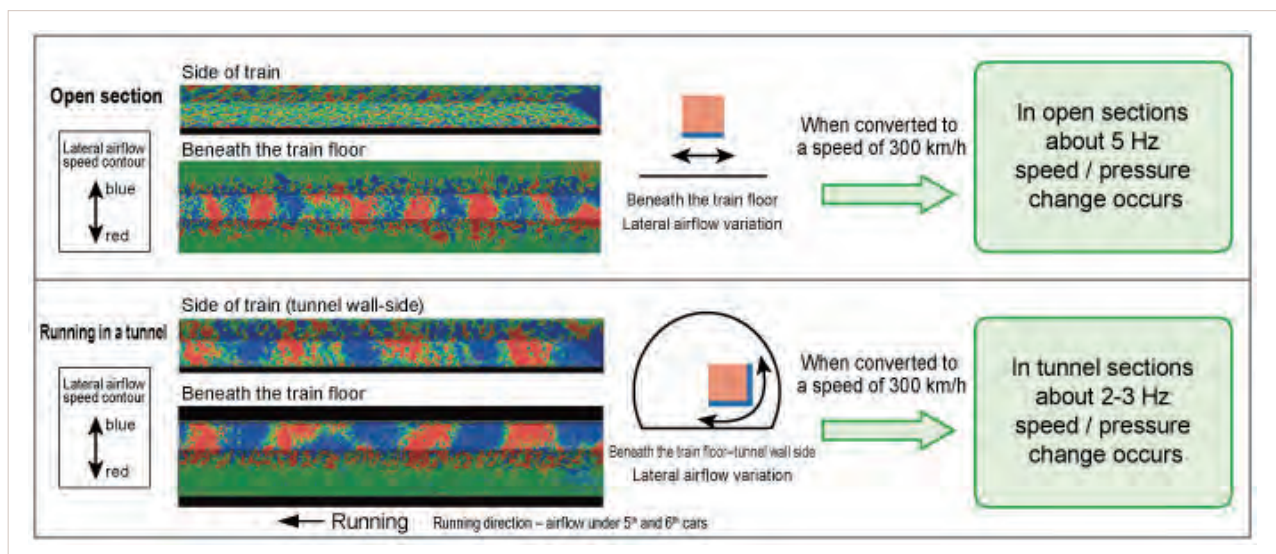 Side of train
Open section
Lateral airflow
speed contour
blue
red
Beneath the train floor
Beneath the train floor
Lateral airflow variation
When converted to
a speed of 300 km/h
In open sections
about 5 Hz
speed / pressure
change occurs
Side of train (tunnel wall-side)
Running in a tunnel
Lateral airflow
speed contour
blue
red
Beneath the train floor
Beneath the train floor–tunnel wall side
Lateral airflow variation
When converted to
a speed of 300 km/h
In tunnel sections
about 2-3 Hz
speed / pressure
change occurs
Running Running direction – airflow under 5th and 6th cars